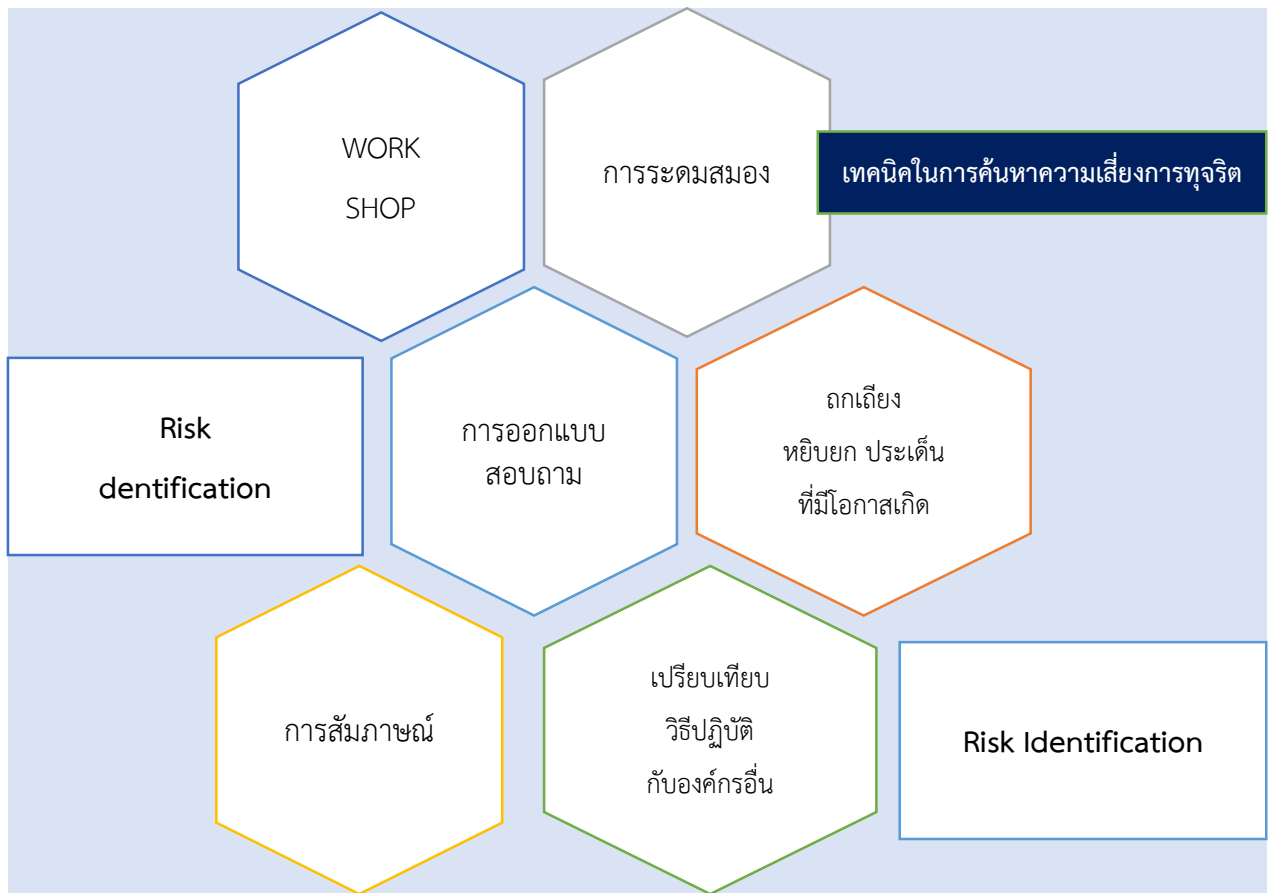 WORK
SHOP
การระดมสมอง
เทคนิคในการค้นหาความเสี่ยงการทุจริต
Risk
dentification
การออกแบบ
สอบถาม
ถกเถียง
หยิบยก ประเด็น
ที่มีโอกาสเกิด
การสัมภาษณ์
เปรียบเทียบ
วิธีปฏิบัติ
กับองค์กรอื่น
Risk Identification